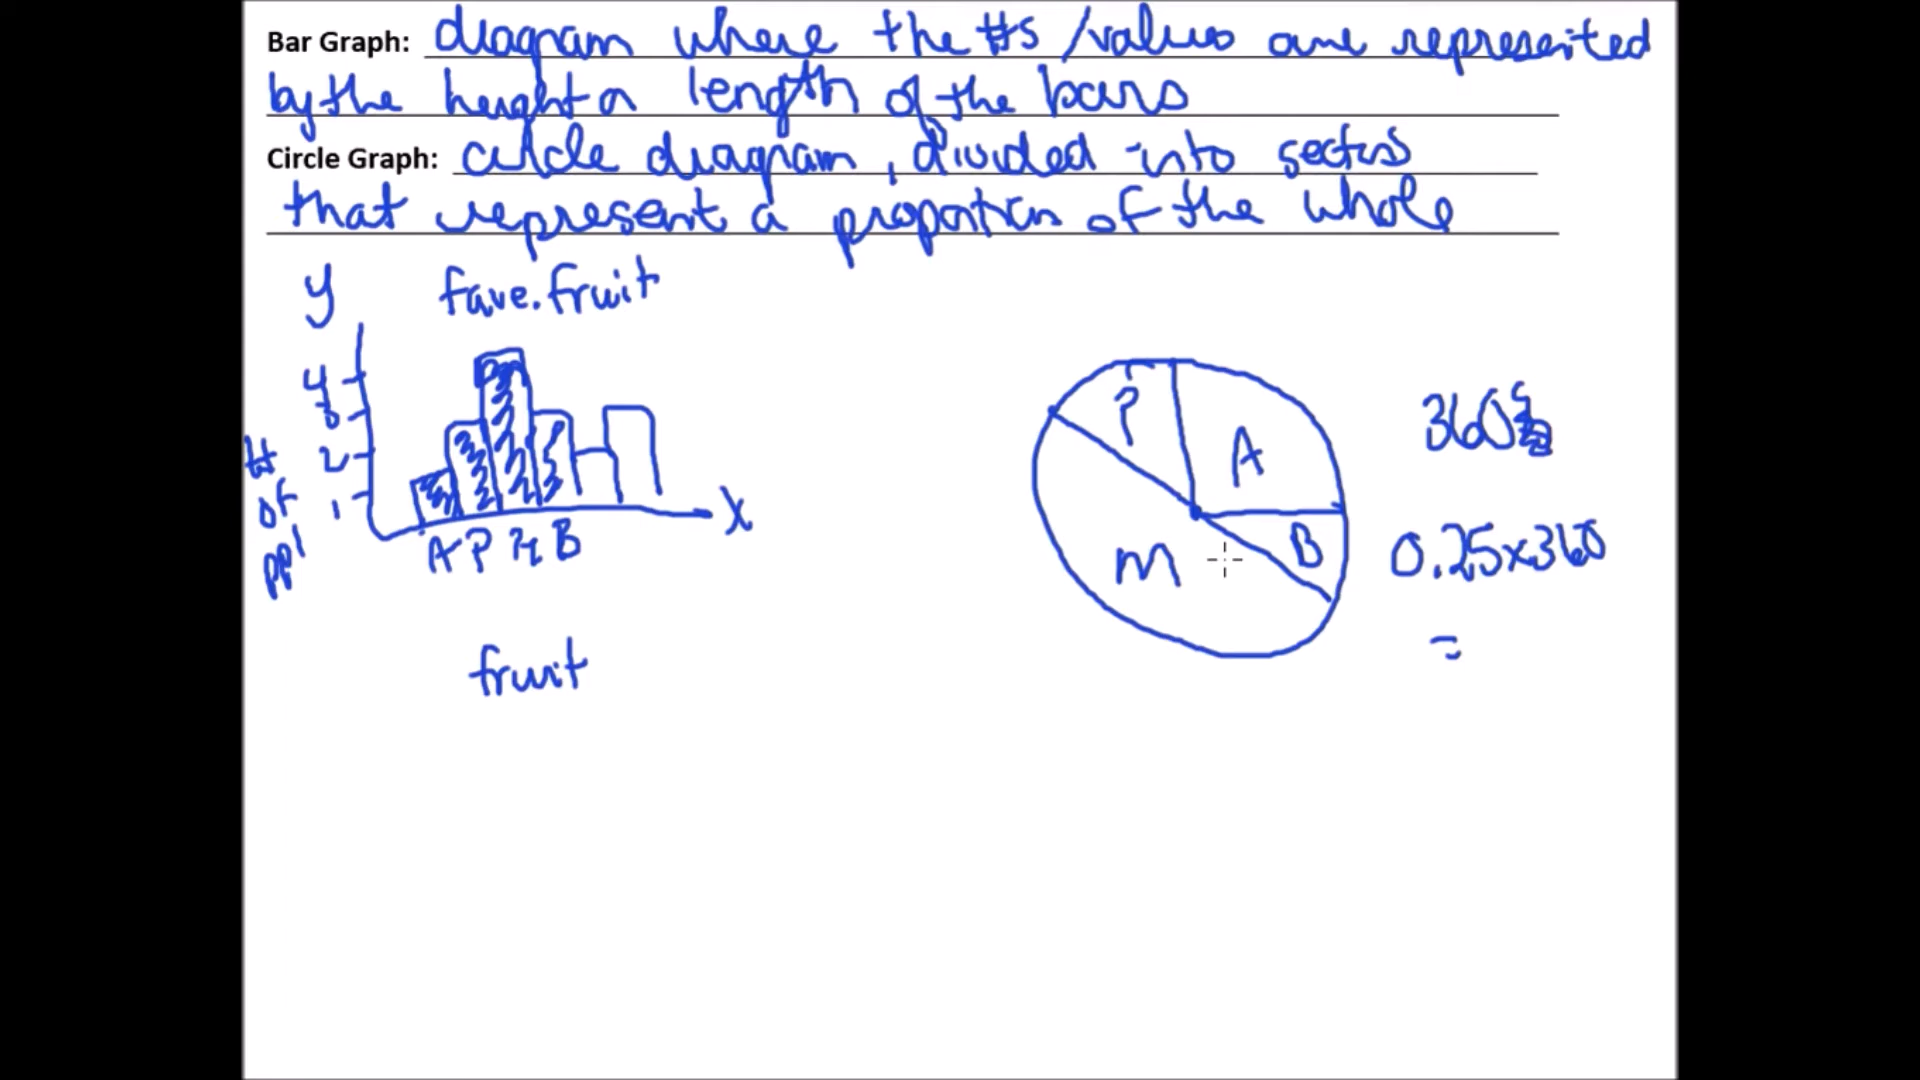 Bar Graph: diagram where the #s / values are represented
by the height or length of the bars
Circle Graph: circle diagram, divided into sectors
that represent a proportion of the whole
y fave. fruit
4
3
2
1
# of ppl
A P B
x
fruit
P
A
B
m
360
0.25x360
=